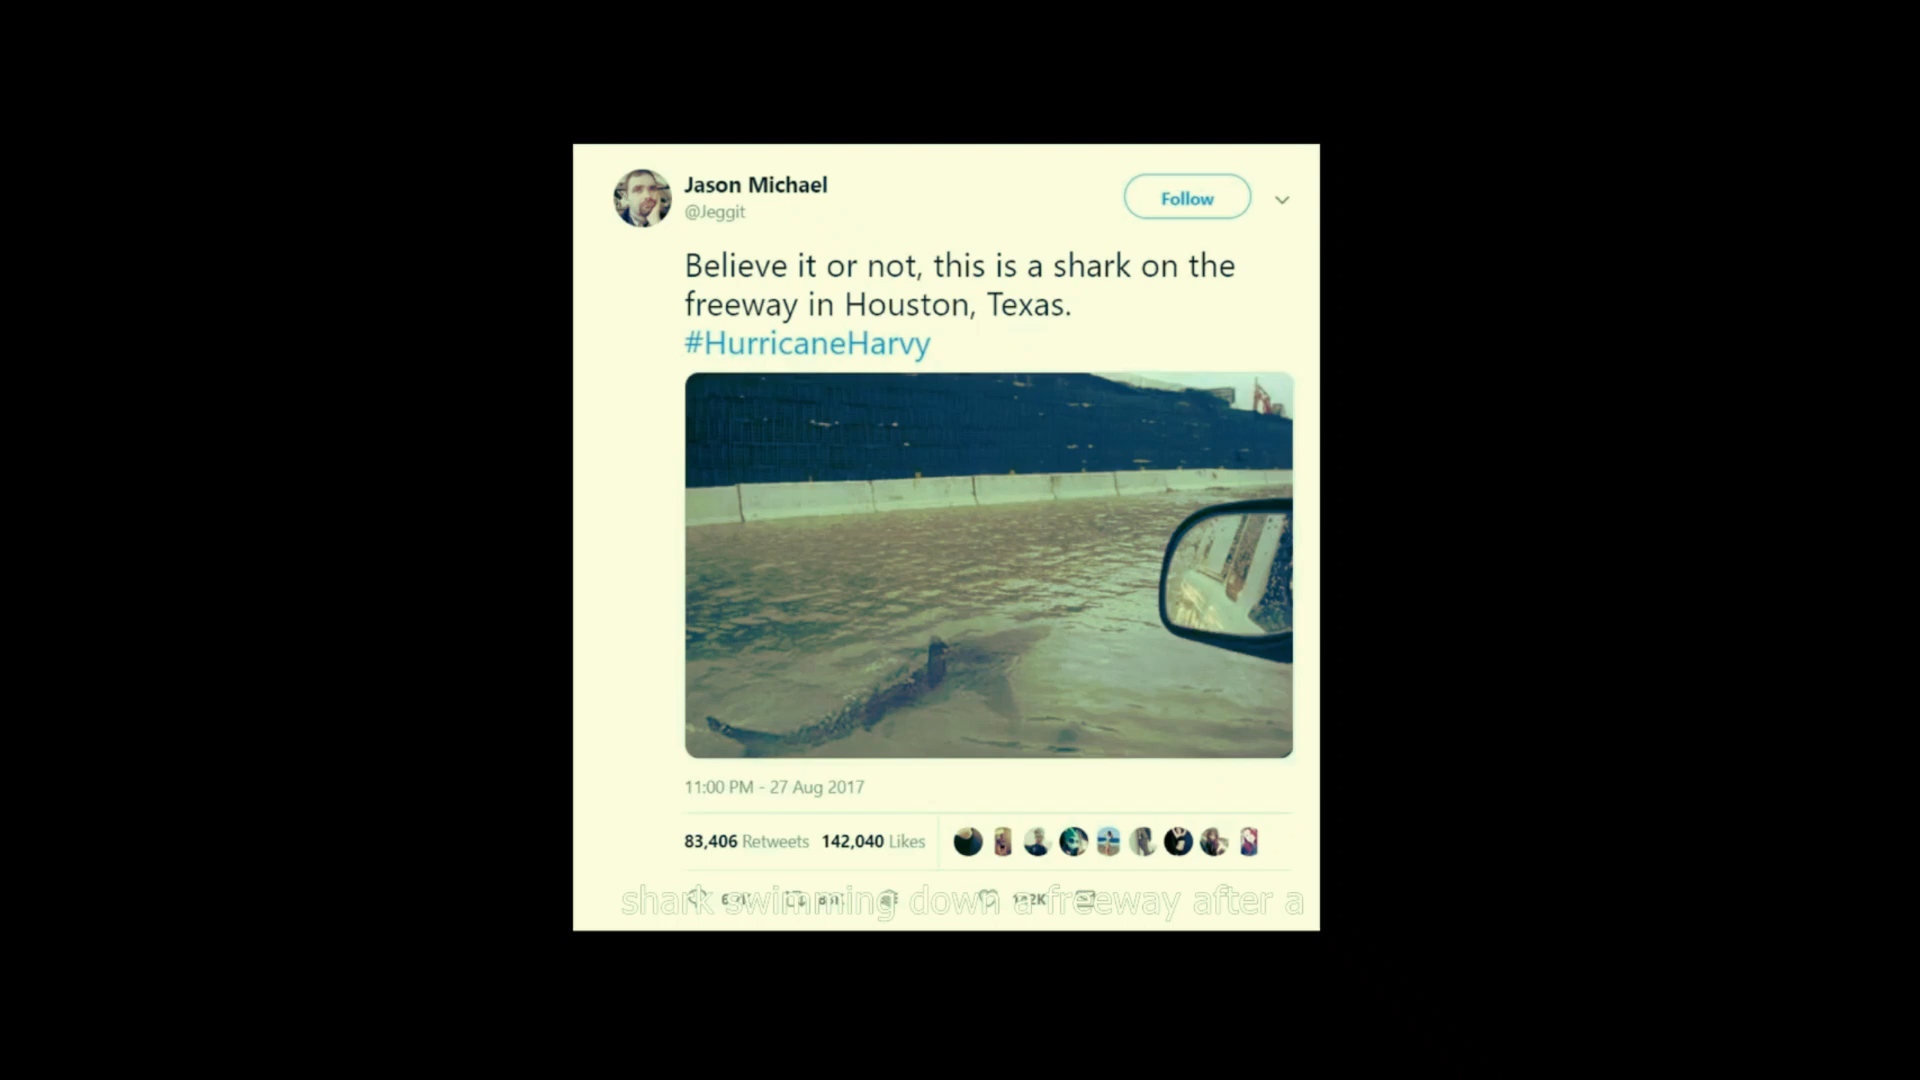 Jason Michael
@Jeggit
Follow
Believe it or not, this is a shark on the
freeway in Houston, Texas.
#HurricaneHarvy
11:00 PM - 27 Aug 2017
83,406 Retweets 142,040 Likes
shark swimming down a freeway after a